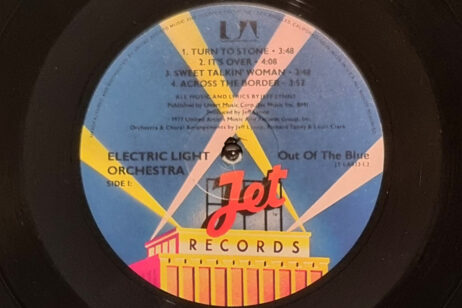 UA
1. TURN TO STONE • 3:48
2. IT'S OVER • 4:08
3. SWEET TALKIN' WOMAN • 3:48
4. ACROSS THE BORDER • 3:52
ALL MUSIC AND LYRICS BY JEFF LYNNE
Published by Unart Music Corp.
Music Inc. BMI
Produced by Jeff Lynne
1977 United Artists Music and Records Group, Inc.
Orchestra & Choral Arrangements by Jeff Lynne, Richard Tandy & Louis Clark
ELECTRIC LIGHT
ORCHESTRA
SIDE 1:
Out Of The Blue
Jet
RECORDS